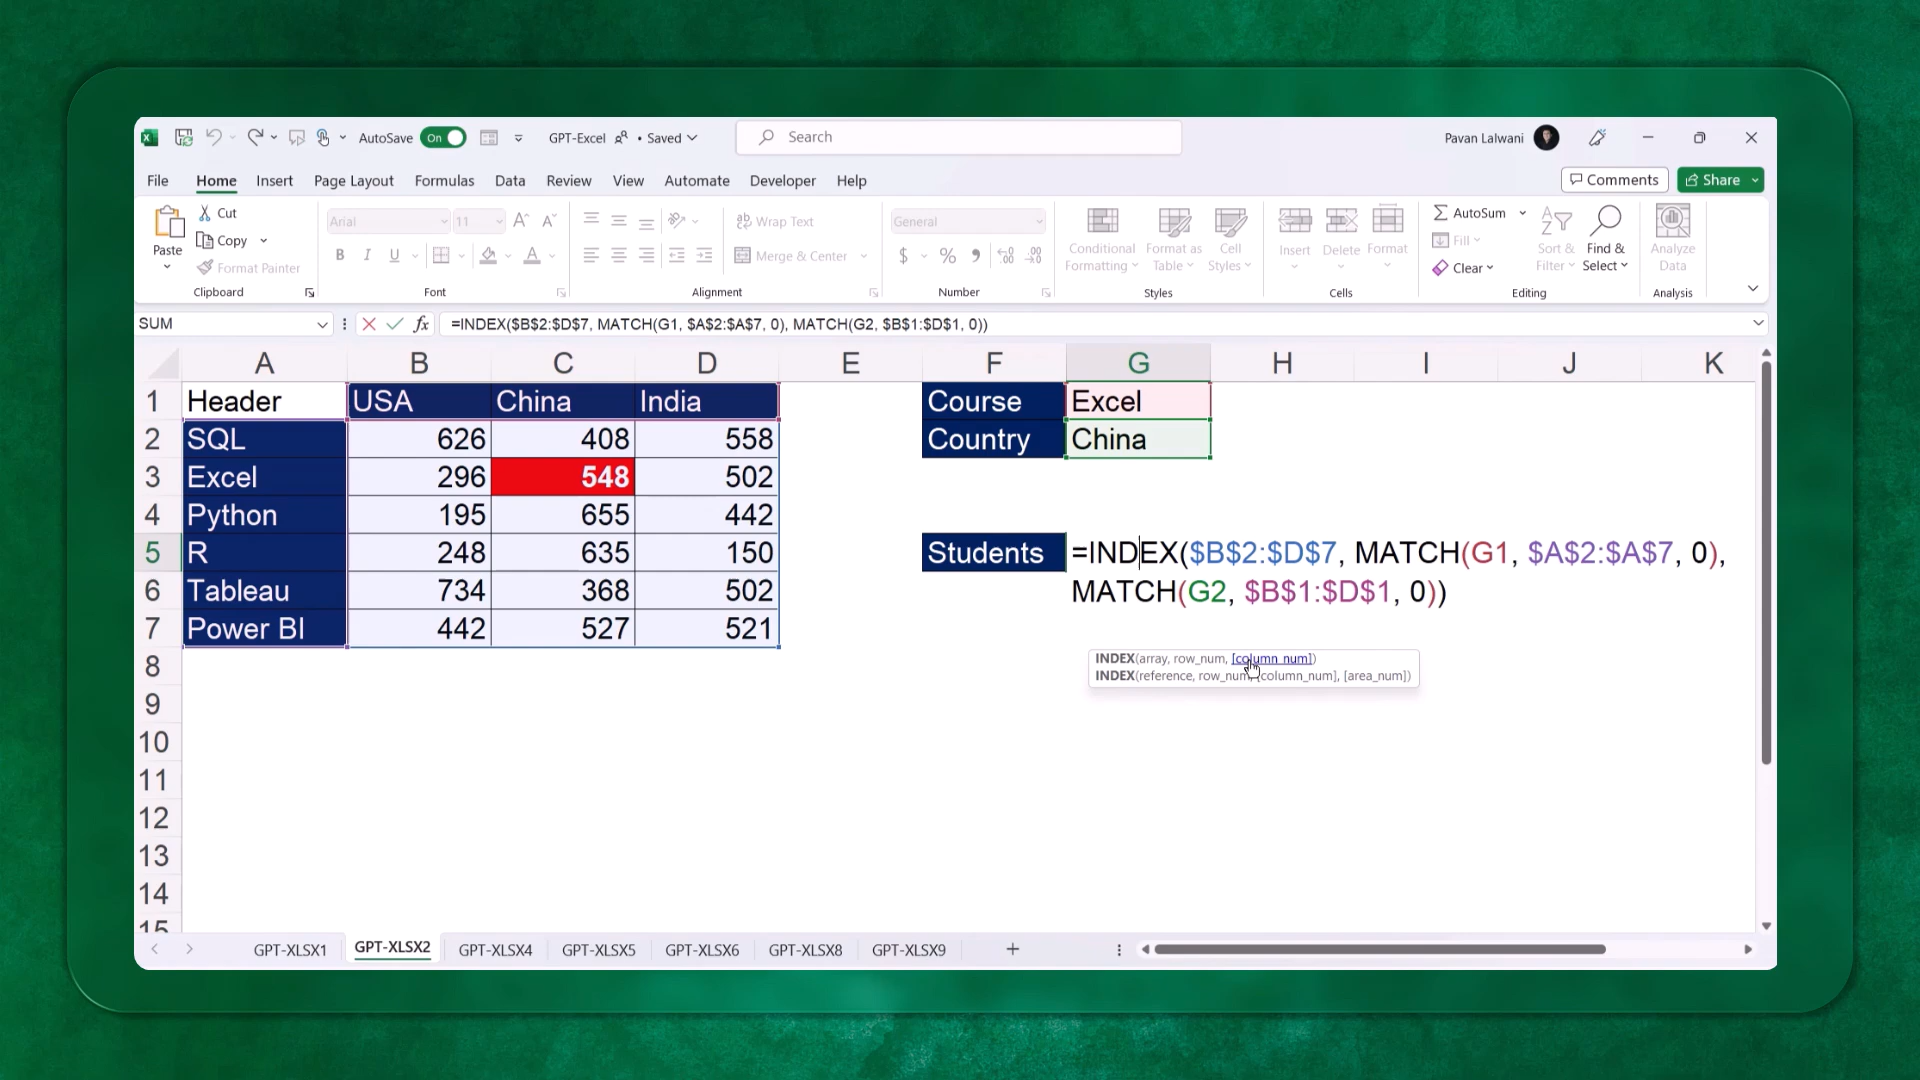 AutoSave On GPT-Excel • Saved Search Pavan Lalwani
File Home Insert Page Layout Formulas Data Review View Automate Developer Help Comments Share
Paste Cut Copy Format Painter Clipboard
Arial 11 B I U A Font
ab Wrap Text Merge & Center Alignment
General $ % Number
Conditional Formatting Format as Table Cell Styles Styles
Insert Delete Format Cells
AutoSum Fill Clear Sort & Filter Find & Select Editing
Analyze Data Analysis
SUM fx =INDEX($B$2:$D$7, MATCH(G1, $A$2:$A$7, 0), MATCH(G2, $B$1:$D$1, 0))
A B C D E F G H I J K
1 Header USA China India Course Excel
2 SQL 626 408 558 Country China
3 Excel 296 548 502
4 Python 195 655 442
5 R 248 635 150 Students =INDEX($B$2:$D$7, MATCH(G1, $A$2:$A$7, 0),
6 Tableau 734 368 502 MATCH(G2, $B$1:$D$1, 0))
7 Power BI 442 527 521
8 INDEX(array, row_num, [column_num])
INDEX(reference, row_num, [column_num], [area_num])
9
10
11
12
13
14
15
GPT-XLSX1 GPT-XLSX2 GPT-XLSX4 GPT-XLSX5 GPT-XLSX6 GPT-XLSX8 GPT-XLSX9 +